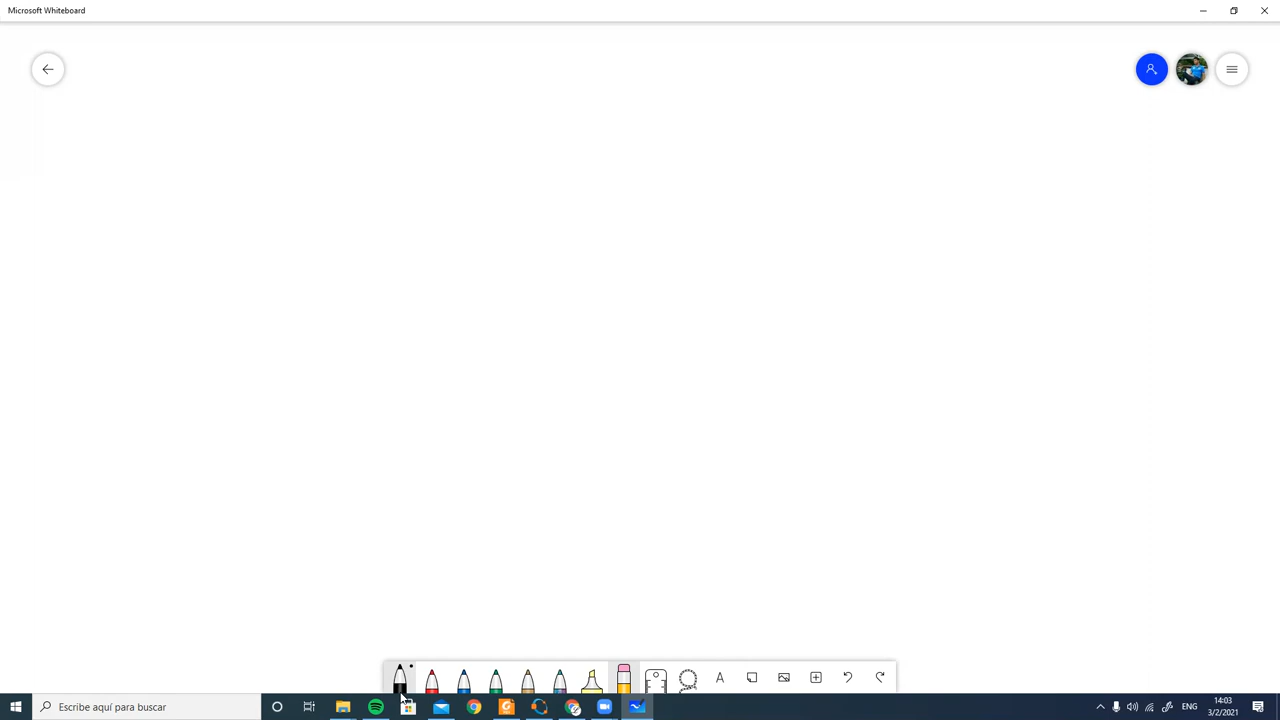 Microsoft Whiteboard
A
Escribe aquí para buscar
ENG
14:03
3/2/2021